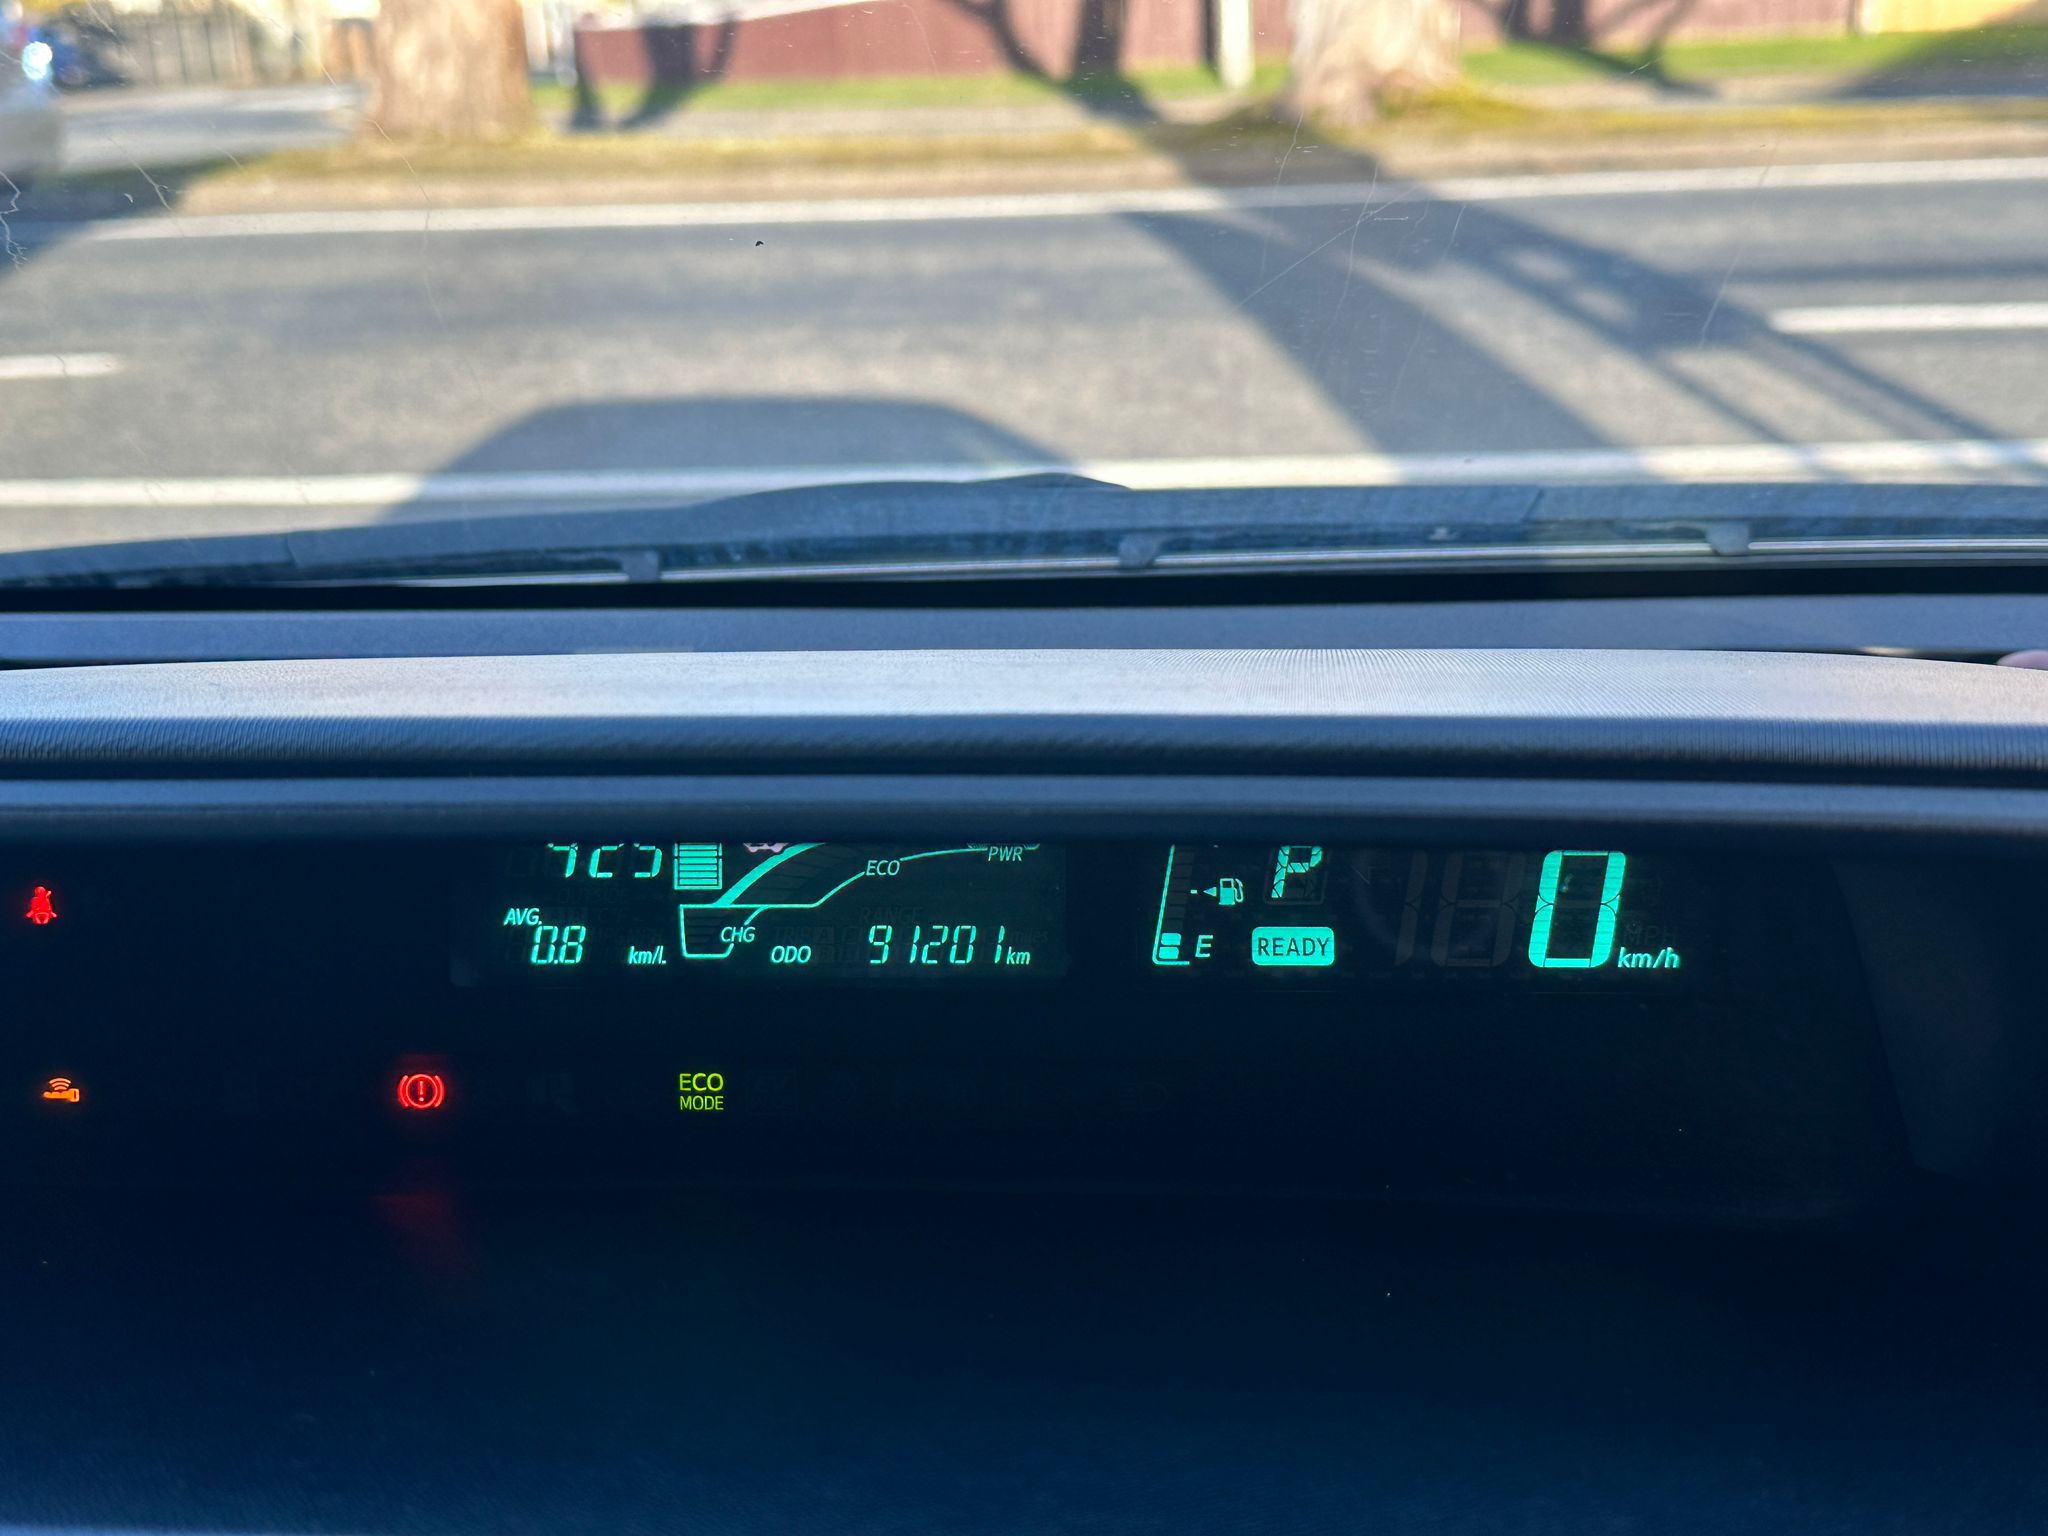 PWR
ECO
P
AVG.
0.8 km/L
CHG
ODO 91201 km
E
READY
0 km/h
ECO
MODE